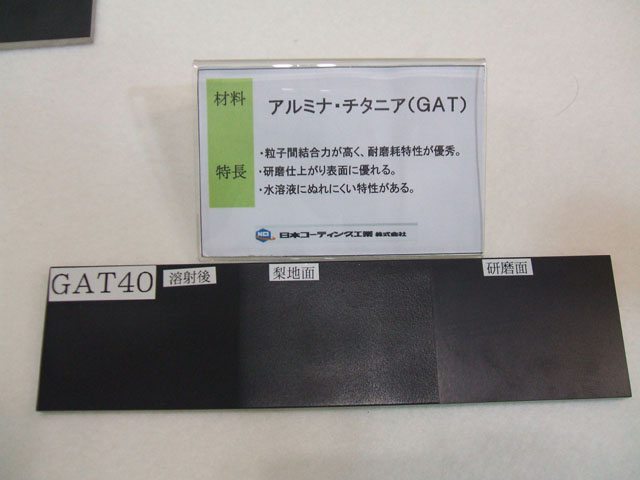 材料 アルミナ・チタニア(GAT)
特長
・粒子間結合力が高く、耐磨耗特性が優秀。
・研磨仕上がり表面に優れる。
・水溶液にぬれにくい特性がある。
NCI 日本コーティング工業 株式会社
GAT40 溶射後 梨地面 研磨面